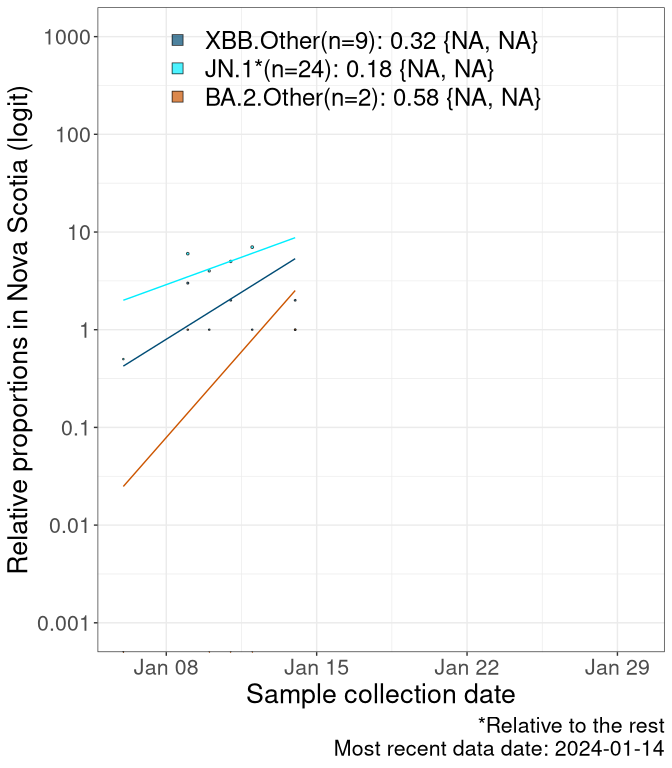 XBB.Other(n=9): 0.32 {NA, NA}
JN.1*(n=24): 0.18 {NA, NA}
BA.2.Other(n=2): 0.58 {NA, NA}
Relative proportions in Nova Scotia (logit)
1000
100
10
1
0.1
0.01
0.001
Jan 08 Jan 15 Jan 22 Jan 29
Sample collection date
*Relative to the rest
Most recent data date: 2024-01-14